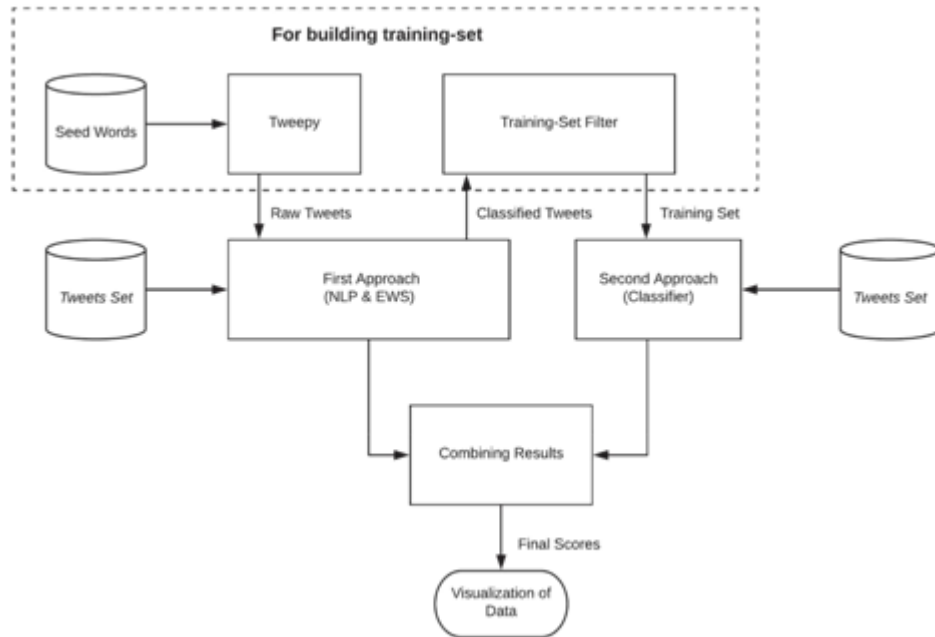 For building training-set
Seed Words
Tweepy
Training-Set Filter
Raw Tweets
Classified Tweets
Training Set
Tweets Set
First Approach
(NLP & EWS)
Second Approach
(Classifier)
Tweets Set
Combining Results
Final Scores
Visualization of
Data